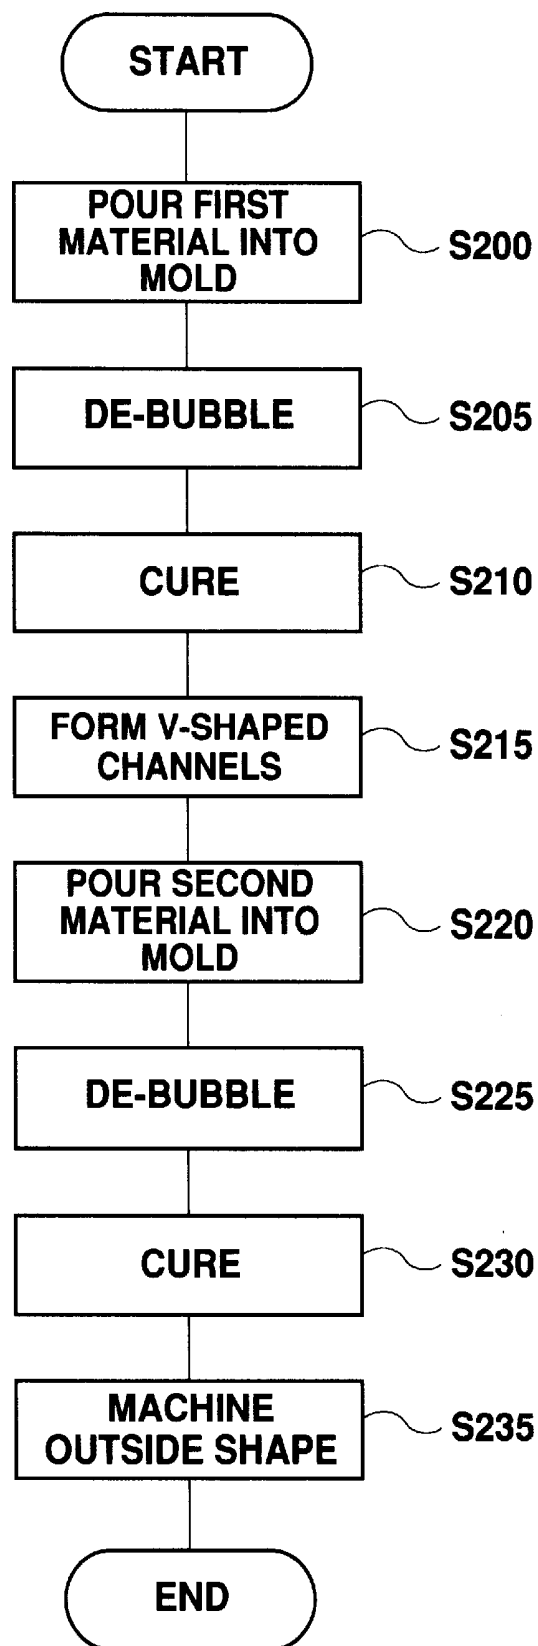 START
POUR FIRST
MATERIAL INTO
MOLD
S200
DE-BUBBLE
S205
CURE
S210
FORM V-SHAPED
CHANNELS
S215
POUR SECOND
MATERIAL INTO
MOLD
S220
DE-BUBBLE
S225
CURE
S230
MACHINE
OUTSIDE SHAPE
S235
END